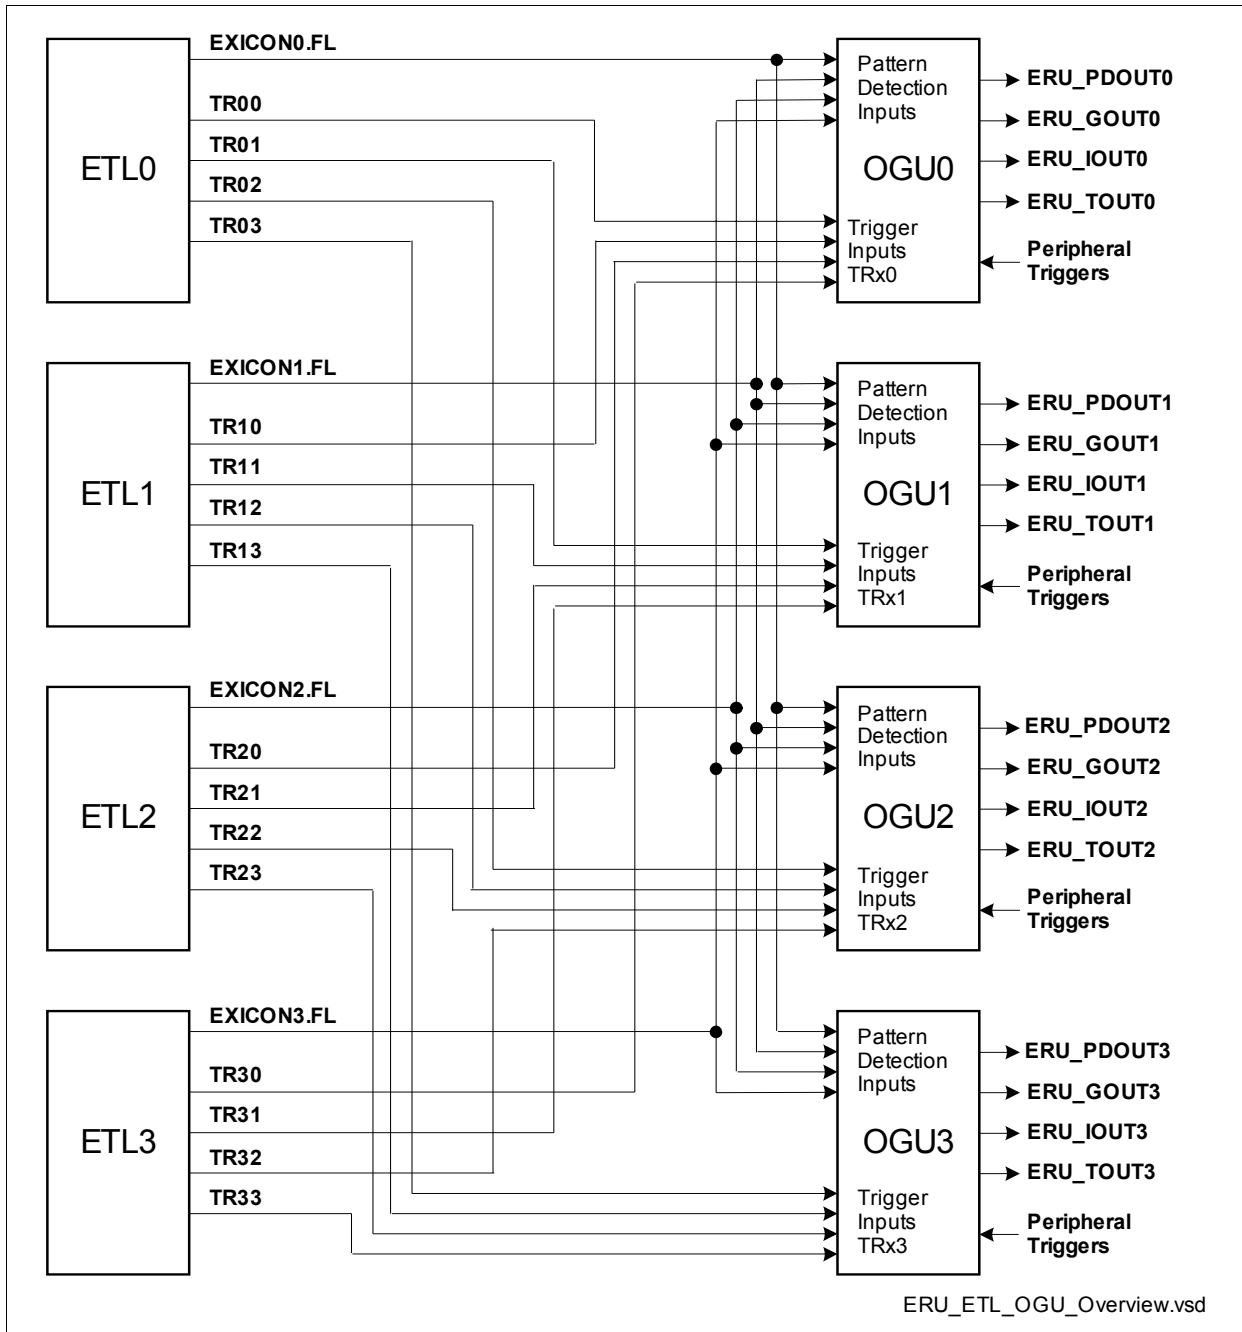 EXICON0.FL
TR00
TR01
TR02
TR03
ETL0
Pattern
Detection
Inputs
OGU0
Trigger
Inputs
TRx0
ERU_PDOUT0
ERU_GOUT0
ERU_IOUT0
ERU_TOUT0
Peripheral
Triggers
EXICON1.FL
TR10
TR11
TR12
TR13
ETL1
Pattern
Detection
Inputs
OGU1
Trigger
Inputs
TRx1
ERU_PDOUT1
ERU_GOUT1
ERU_IOUT1
ERU_TOUT1
Peripheral
Triggers
EXICON2.FL
TR20
TR21
TR22
TR23
ETL2
Pattern
Detection
Inputs
OGU2
Trigger
Inputs
TRx2
ERU_PDOUT2
ERU_GOUT2
ERU_IOUT2
ERU_TOUT2
Peripheral
Triggers
EXICON3.FL
TR30
TR31
TR32
TR33
ETL3
Pattern
Detection
Inputs
OGU3
Trigger
Inputs
TRx3
ERU_PDOUT3
ERU_GOUT3
ERU_IOUT3
ERU_TOUT3
Peripheral
Triggers
ERU_ETL_OGU_Overview.vsd